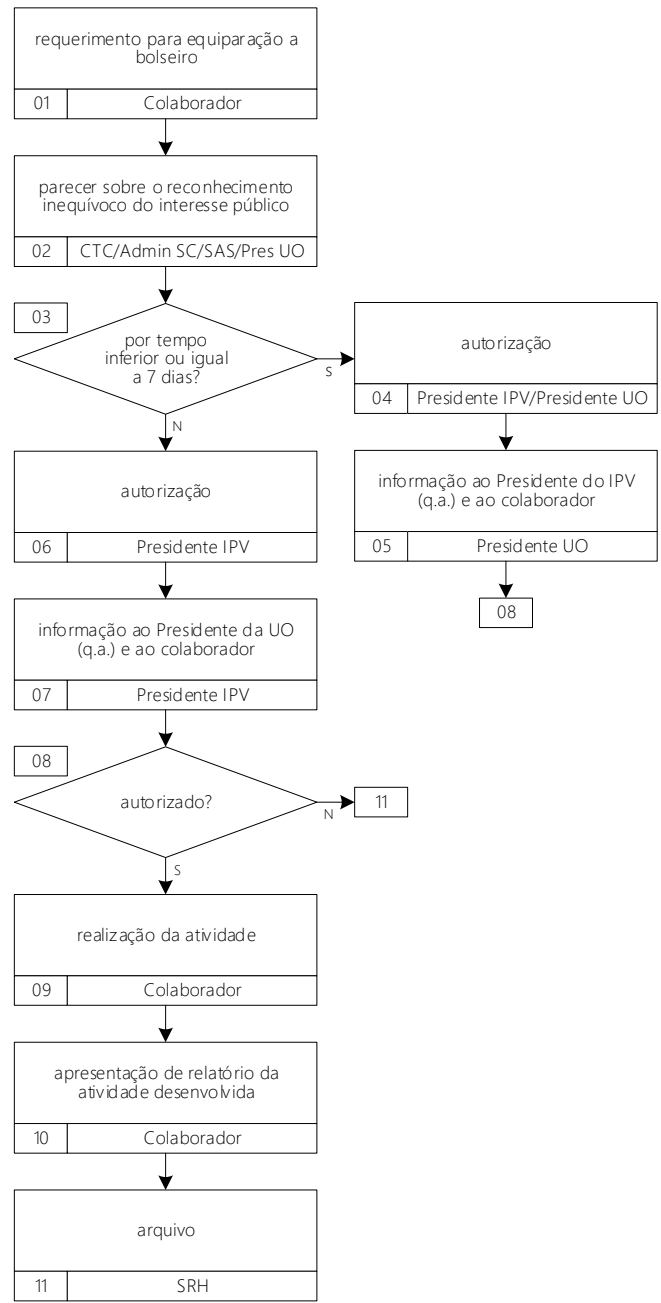 requerimento para equiparação a
bolseiro
01 Colaborador
parecer sobre o reconhecimento
inequívoco do interesse público
02 CTC/Admin SC/SAS/Pres UO
03
por tempo
inferior ou igual
a 7 dias?
S
N
autorização
04 Presidente IPV/Presidente UO
informação ao Presidente do IPV
(q.a.) e ao colaborador
05 Presidente UO
08
autorização
06 Presidente IPV
informação ao Presidente da UO
(q.a.) e ao colaborador
07 Presidente IPV
08
autorizado?
N
11
S
realização da atividade
09 Colaborador
apresentação de relatório da
atividade desenvolvida
10 Colaborador
arquivo
11 SRH